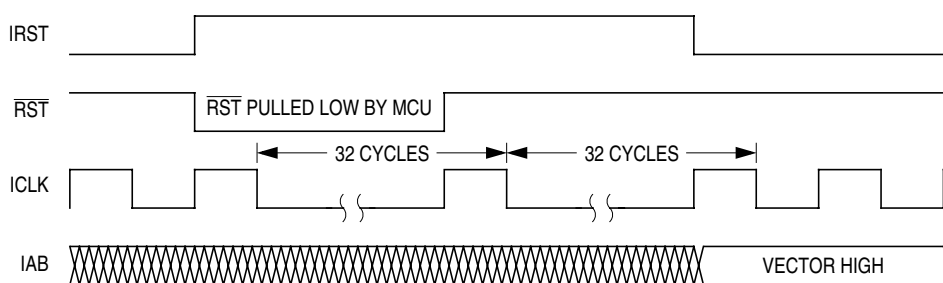 IRST
RST
RST PULLED LOW BY MCU
32 CYCLES
32 CYCLES
ICLK
IAB
VECTOR HIGH